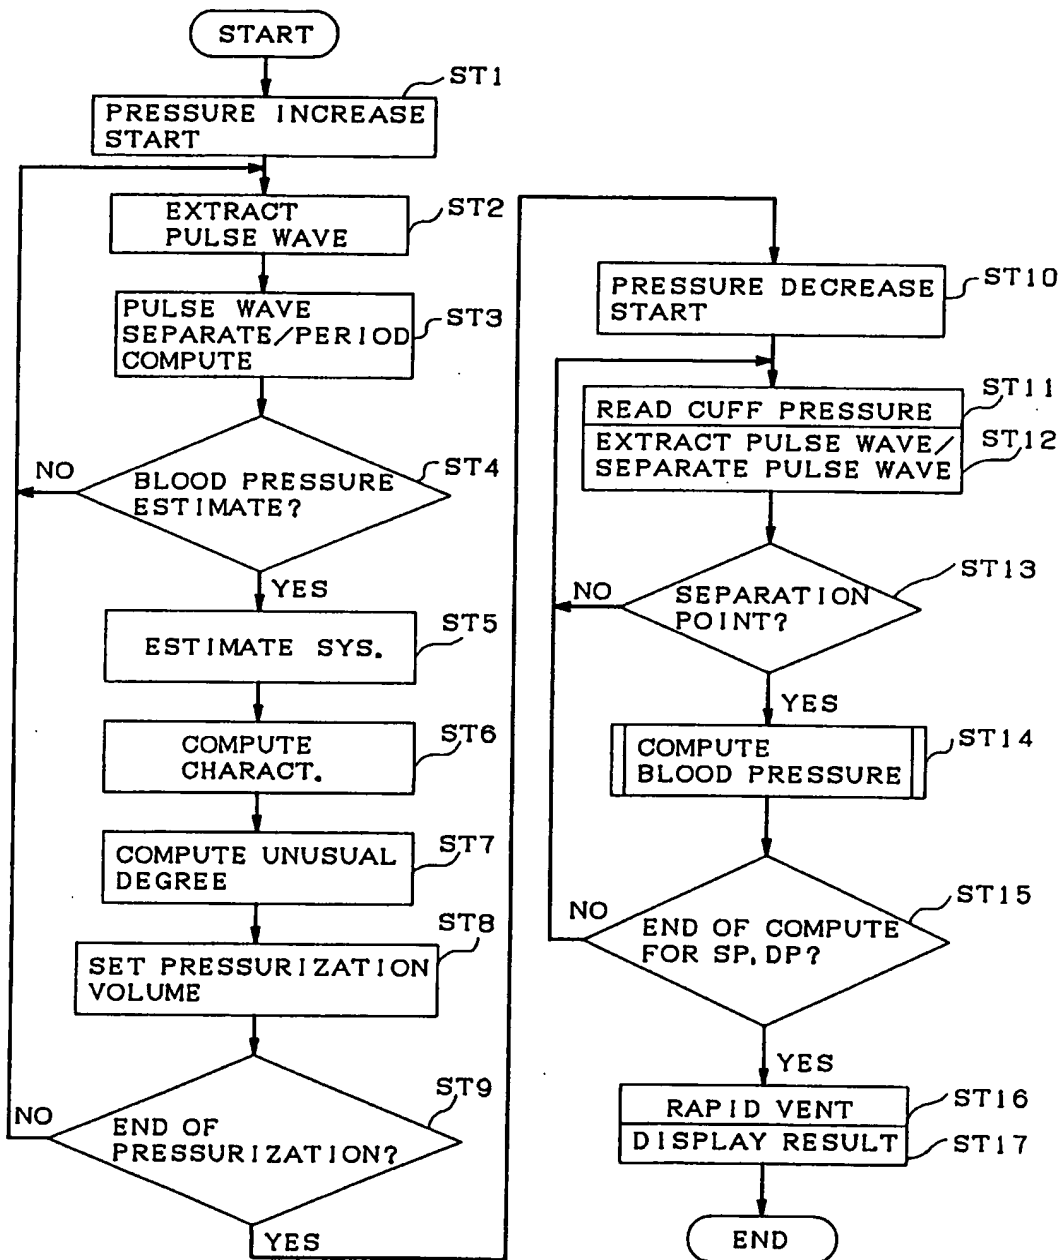 START
ST1
PRESSURE INCREASE
START
ST2
EXTRACT
PULSE WAVE
ST3
PULSE WAVE
SEPARATE/PERIOD
COMPUTE
ST4
NO
BLOOD PRESSURE
ESTIMATE?
YES
ST5
ESTIMATE SYS.
ST6
COMPUTE
CHARACT.
ST7
COMPUTE UNUSUAL
DEGREE
ST8
SET PRESSURIZATION
VOLUME
ST9
NO
END OF
PRESSURIZATION?
YES
ST10
PRESSURE DECREASE
START
ST11
READ CUFF PRESSURE
ST12
EXTRACT PULSE WAVE/
SEPARATE PULSE WAVE
ST13
NO
SEPARATION
POINT?
YES
ST14
COMPUTE
BLOOD PRESSURE
ST15
NO
END OF COMPUTE
FOR SP,DP?
YES
RAPID VENT
ST16
DISPLAY RESULT
ST17
END